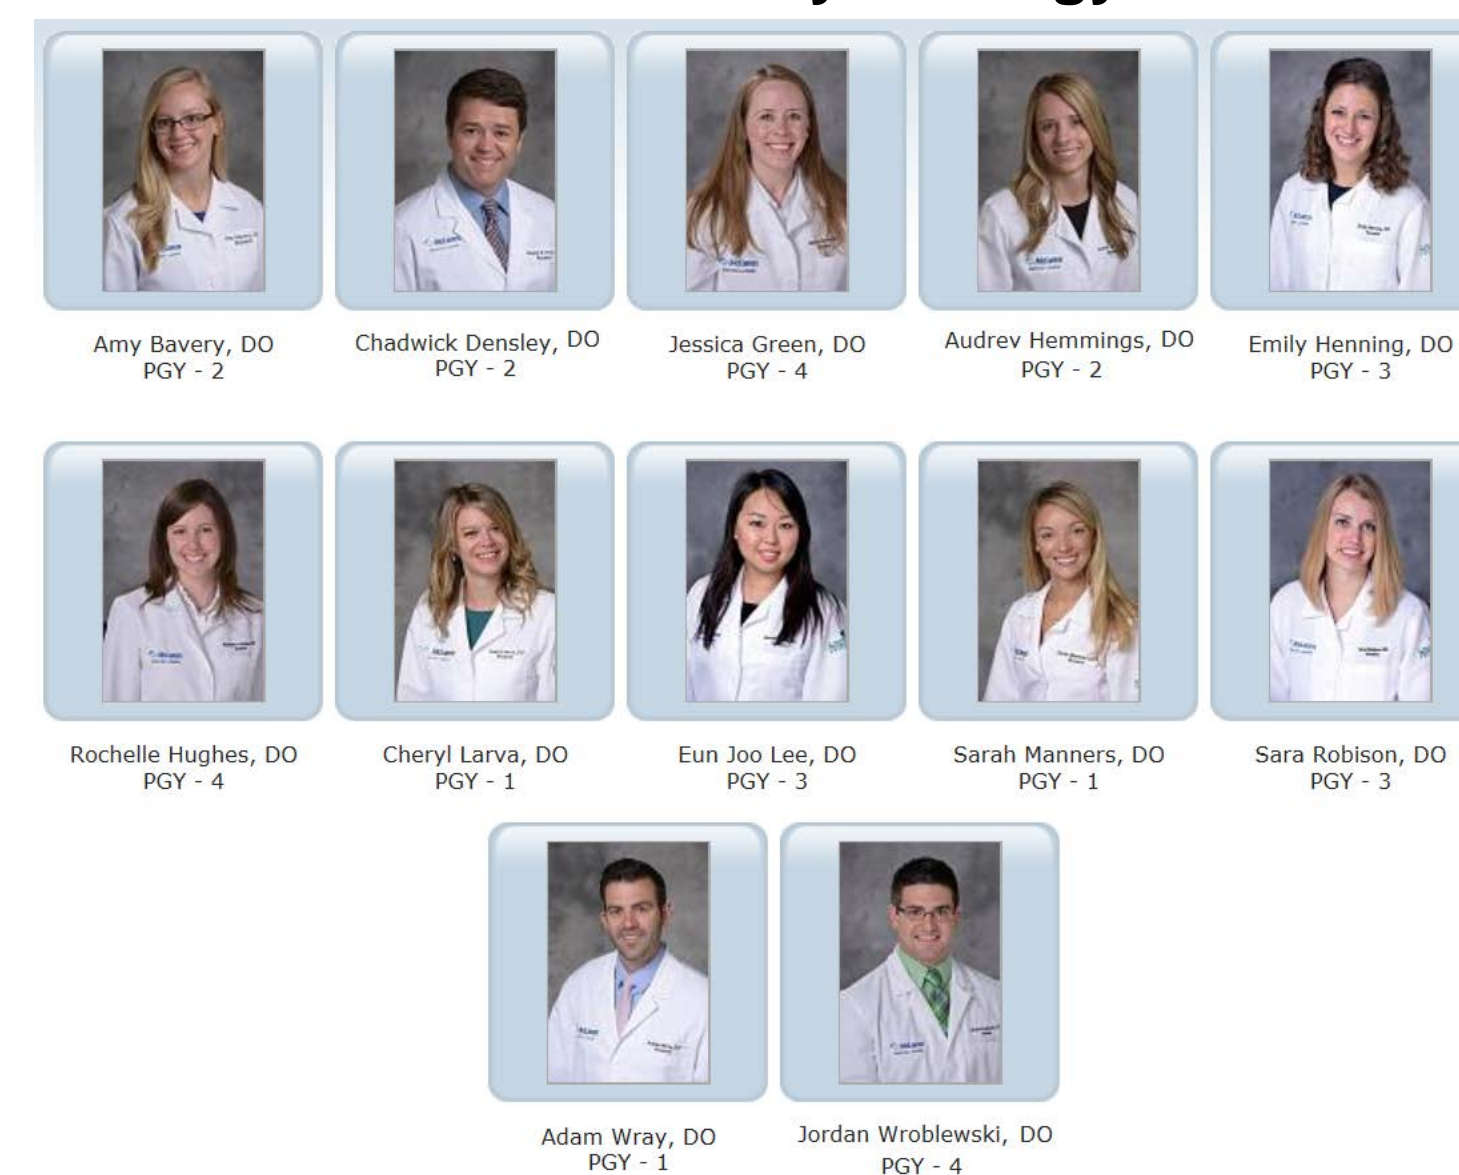 Amy Bavery, DO
PGY - 2
Chadwick Densley, DO
PGY - 2
Jessica Green, DO
PGY - 4
Audrev Hemmings, DO
PGY - 2
Emily Henning, DO
PGY - 3
Rochelle Hughes, DO
PGY - 4
Cheryl Larva, DO
PGY - 1
Eun Joo Lee, DO
PGY - 3
Sarah Manners, DO
PGY - 1
Sara Robison, DO
PGY - 3
Adam Wray, DO
PGY - 1
Jordan Wroblewski, DO
PGY - 4